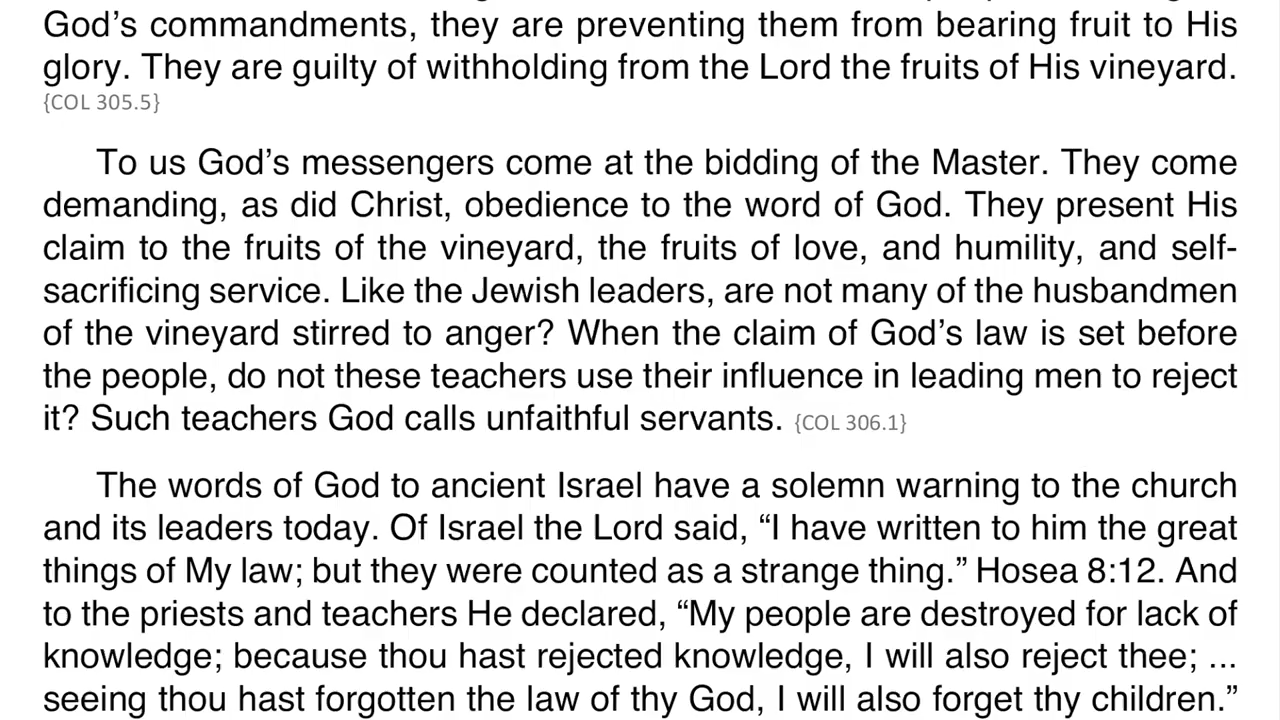 God’s commandments, they are preventing them from bearing fruit to His
glory. They are guilty of withholding from the Lord the fruits of His vineyard.
{COL 305.5}
To us God’s messengers come at the bidding of the Master. They come
demanding, as did Christ, obedience to the word of God. They present His
claim to the fruits of the vineyard, the fruits of love, and humility, and self-
sacrificing service. Like the Jewish leaders, are not many of the husbandmen
of the vineyard stirred to anger? When the claim of God’s law is set before
the people, do not these teachers use their influence in leading men to reject
it? Such teachers God calls unfaithful servants. {COL 306.1}
The words of God to ancient Israel have a solemn warning to the church
and its leaders today. Of Israel the Lord said, “I have written to him the great
things of My law; but they were counted as a strange thing.” Hosea 8:12. And
to the priests and teachers He declared, “My people are destroyed for lack of
knowledge; because thou hast rejected knowledge, I will also reject thee; ...
seeing thou hast forgotten the law of thy God, I will also forget thy children.”